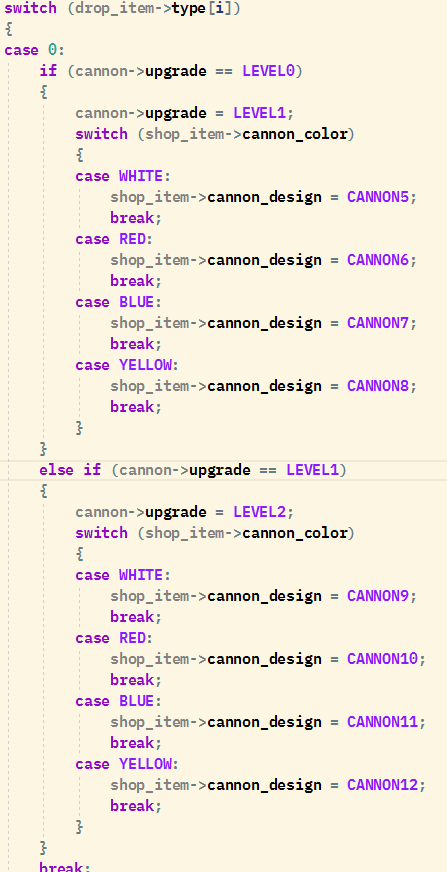 switch (drop_item->type[i])
{
case 0:
    if (cannon->upgrade == LEVEL0)
    {
        cannon->upgrade = LEVEL1;
        switch (shop_item->cannon_color)
        {
        case WHITE:
            shop_item->cannon_design = CANNON5;
            break;
        case RED:
            shop_item->cannon_design = CANNON6;
            break;
        case BLUE:
            shop_item->cannon_design = CANNON7;
            break;
        case YELLOW:
            shop_item->cannon_design = CANNON8;
            break;
        }
    }
    else if (cannon->upgrade == LEVEL1)
    {
        cannon->upgrade = LEVEL2;
        switch (shop_item->cannon_color)
        {
        case WHITE:
            shop_item->cannon_design = CANNON9;
            break;
        case RED:
            shop_item->cannon_design = CANNON10;
            break;
        case BLUE:
            shop_item->cannon_design = CANNON11;
            break;
        case YELLOW:
            shop_item->cannon_design = CANNON12;
            break;
        }
    }
    break;